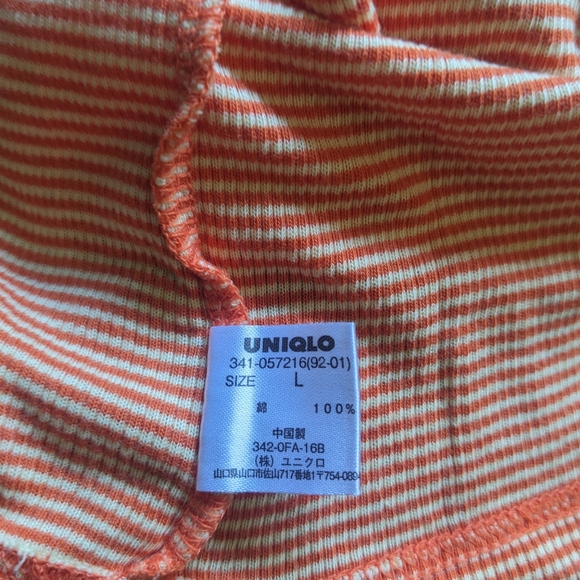 UNIQLO
341-057216(92-01)
SIZE L
綿 100%
中国製
342-0FA-16B
(株) ユニクロ
山口県山口市佐山717番地1〒754-089